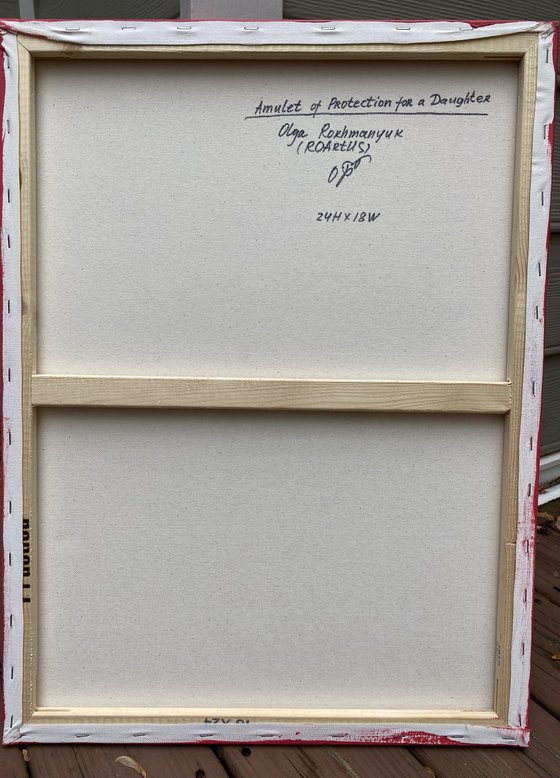 Amulet of Protection for a Daughter
Olga Rokhmanyuk
(ROArtUS)
24H x 18W